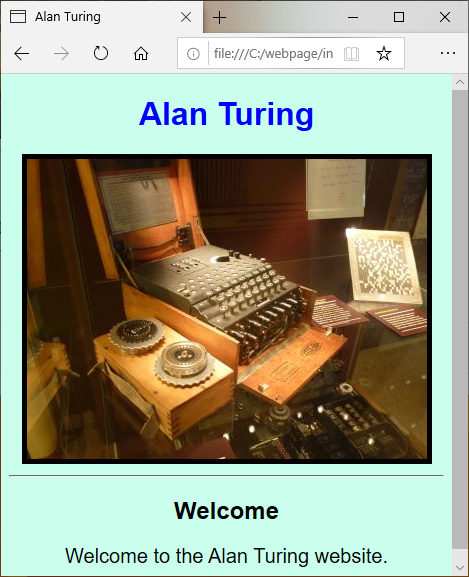 Alan Turing
file:///C:/webpage/in
Alan Turing
Welcome
Welcome to the Alan Turing website.